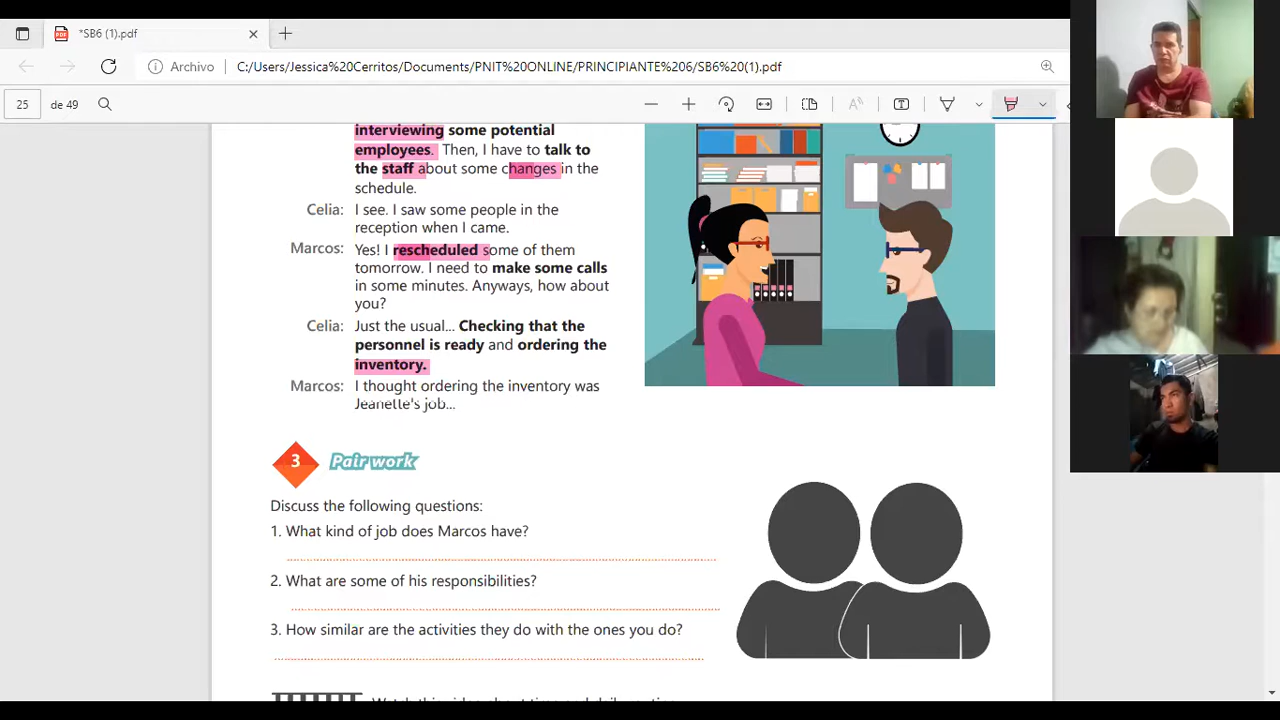 *SB6 (1).pdf
Archivo
C:/Users/Jessica%20Cerritos/Documents/PNIT%20ONLINE/PRINCIPIANTE%206/SB6%20(1).pdf
25
de 49
interviewing some potential
employees. Then, I have to talk to
the staff about some changes in the
schedule.
Celia: I see. I saw some people in the
reception when I came.
Marcos: Yes! I rescheduled some of them
tomorrow. I need to make some calls
in some minutes. Anyways, how about
you?
Celia: Just the usual... Checking that the
personnel is ready and ordering the
inventory.
Marcos: I thought ordering the inventory was
Jeanette's job...
3 Pair work
Discuss the following questions:
1. What kind of job does Marcos have?
2. What are some of his responsibilities?
3. How similar are the activities they do with the ones you do?